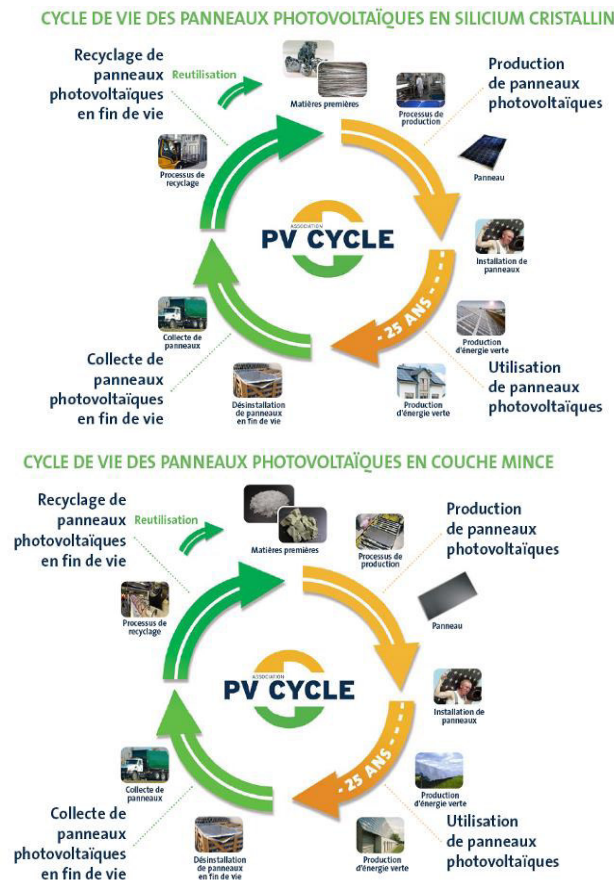 CYCLE DE VIE DES PANNEAUX PHOTOVOLTAÏQUES EN SILICIUM CRISTALLIN
Recyclage de
panneaux
photovoltaïques
en fin de vie
Reutilisation
Matières premières
Processus de
production
Production
de panneaux
photovoltaïques
Processus de
recyclage
Panneau
ASSOCIATION
PV CYCLE
Installation de
panneaux
- 25 ANS -
Collecte de
panneaux
Production
d'énergie verte
Collecte de
panneaux
photovoltaïques
en fin de vie
Désinstallation
de panneaux
en fin de vie
Production
d'énergie verte
Utilisation
de panneaux
photovoltaïques
CYCLE DE VIE DES PANNEAUX PHOTOVOLTAÏQUES EN COUCHE MINCE
Recyclage de
panneaux
photovoltaïques
en fin de vie
Reutilisation
Matières premières
Processus de
production
Production
de panneaux
photovoltaïques
Processus de
recyclage
Panneau
ASSOCIATION
PV CYCLE
Installation de
panneaux
- 25 ANS -
Collecte de
panneaux
Production
d'énergie verte
Collecte de
panneaux
photovoltaïques
en fin de vie
Désinstallation
de panneaux
en fin de vie
Production
d'énergie verte
Utilisation
de panneaux
photovoltaïques